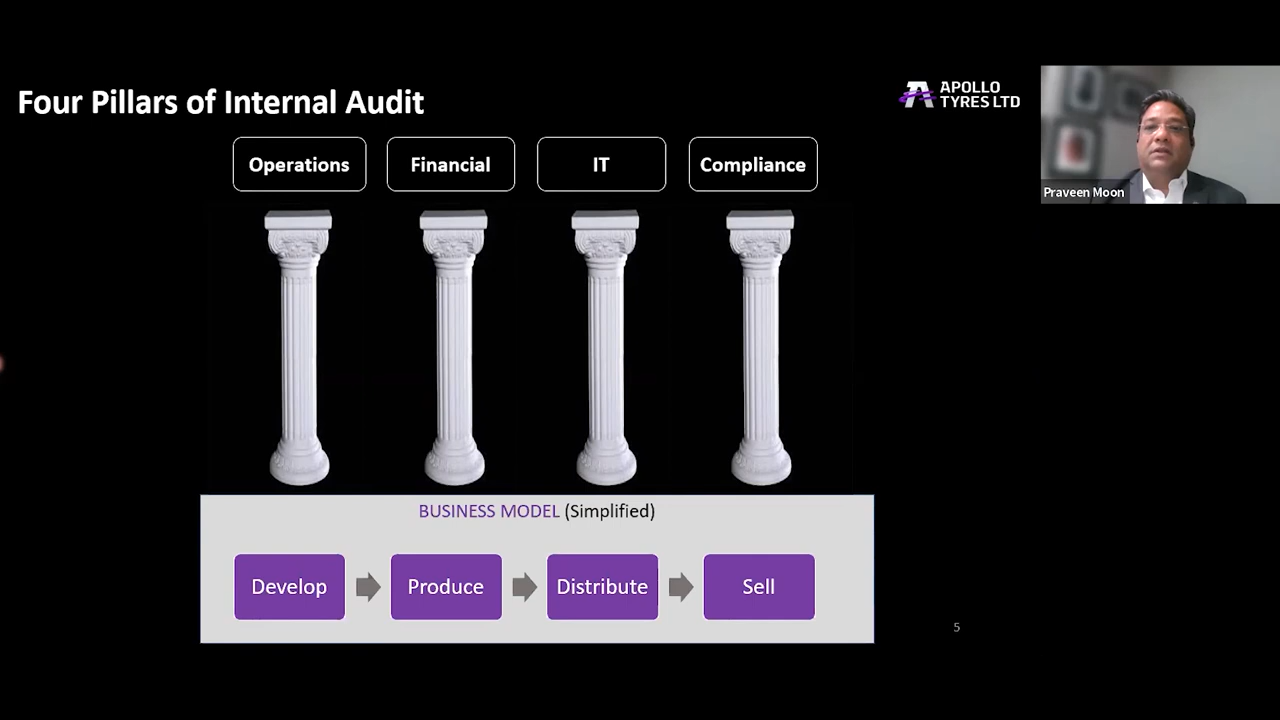 Four Pillars of Internal Audit
APOLLO
TYRES LTD
Praveen Moon
Operations
Financial
IT
Compliance
BUSINESS MODEL (Simplified)
Develop
Produce
Distribute
Sell
5